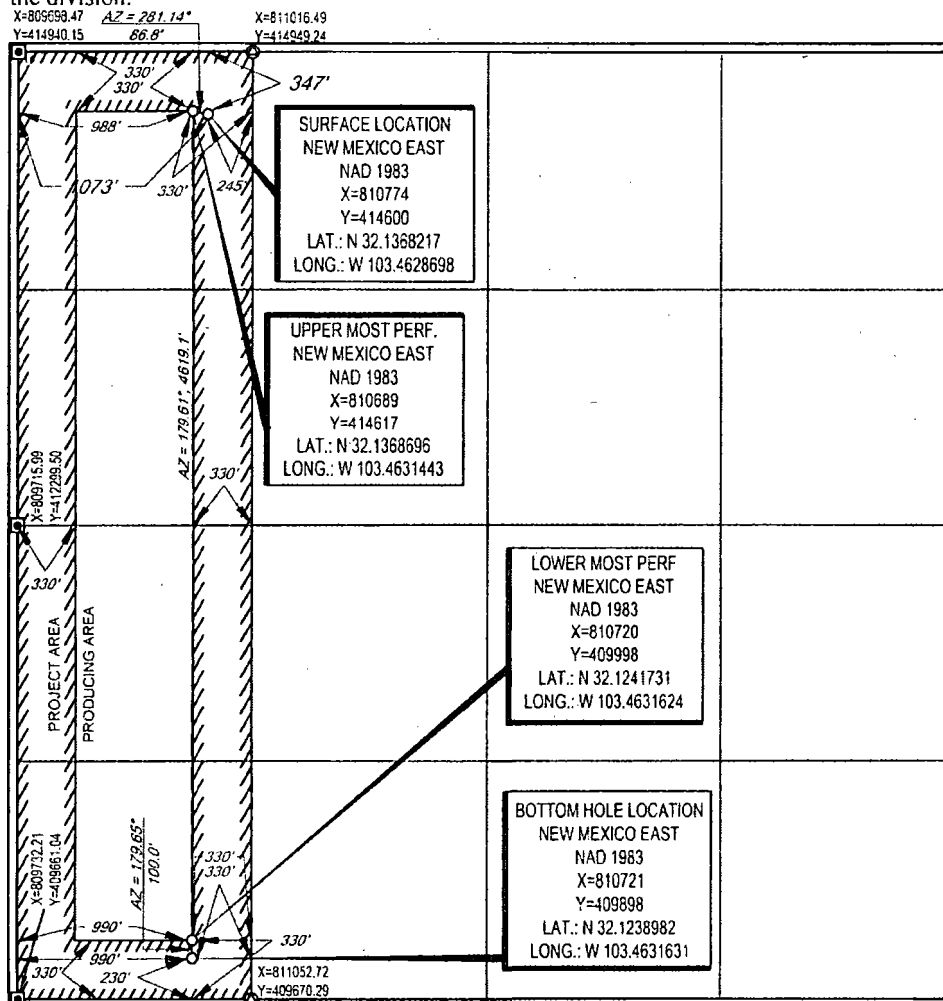 the division.
X=809698.47 AZ = 281.14° X=811016.49
Y=414940.15 86.8' Y=414949.24
330'
330'
347'
988'
1073'
330'
245'
SURFACE LOCATION
NEW MEXICO EAST
NAD 1983
X=810774
Y=414600
LAT.: N 32.1368217
LONG.: W 103.4628698
UPPER MOST PERF.
NEW MEXICO EAST
NAD 1983
X=810689
Y=414617
LAT.: N 32.1368696
LONG.: W 103.4631443
AZ = 179.61°, 4619.1'
X=809715.99
Y=412299.50
330'
330'
PROJECT AREA
PRODUCING AREA
LOWER MOST PERF
NEW MEXICO EAST
NAD 1983
X=810720
Y=409998
LAT.: N 32.1241731
LONG.: W 103.4631624
BOTTOM HOLE LOCATION
NEW MEXICO EAST
NAD 1983
X=810721
Y=409898
LAT.: N 32.1238982
LONG.: W 103.4631631
X=809732.21
Y=409661.04
AZ = 179.65°
100.0'
330'
330'
990'
990'
330'
330'
230'
X=811052.72
Y=409670.29